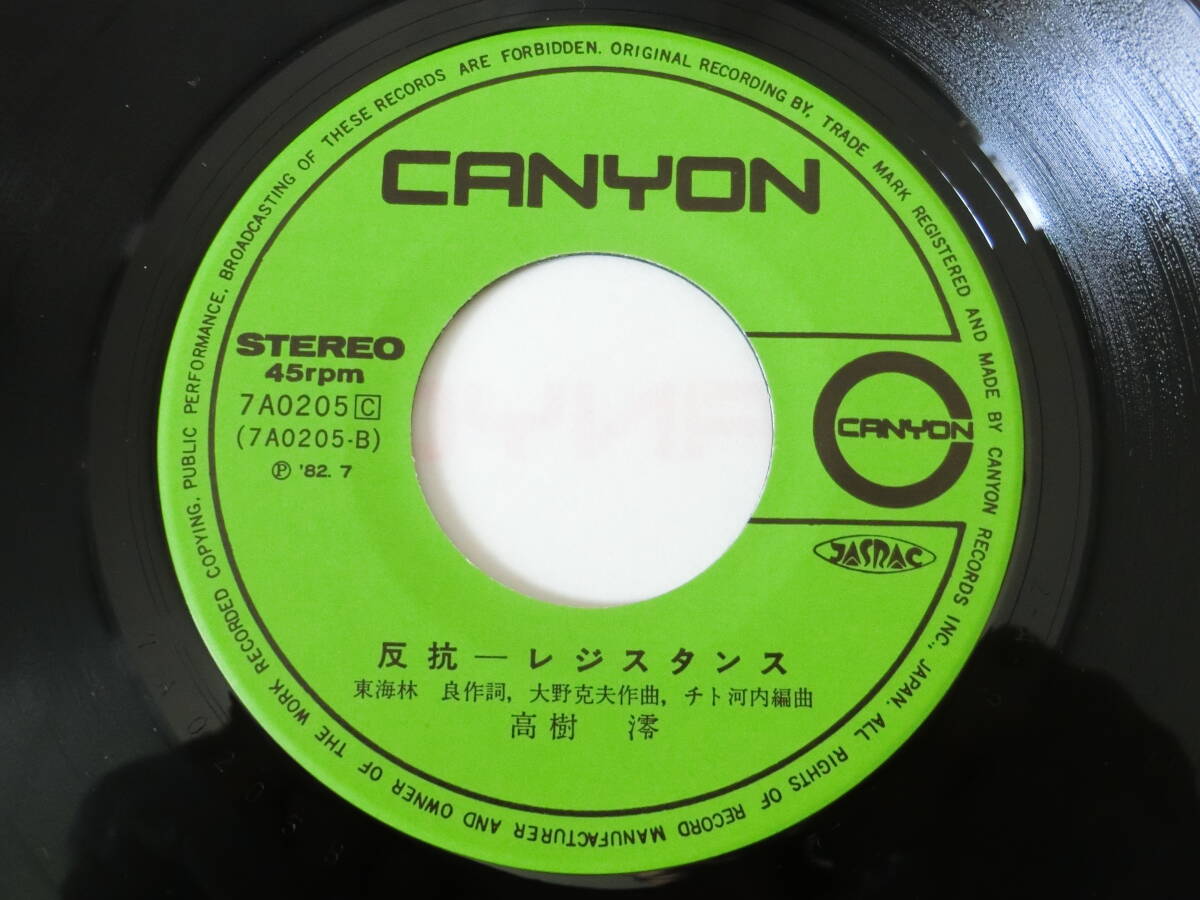 CANYON
STEREO
45rpm
7A0205 C
(7A0205-B)
Ⓟ '82. 7
CANYON
JASRAC
反抗―レジスタンス
東海林 良作詞, 大野克夫作曲, チト河内編曲
高樹 澪
ORIGINAL RECORDING BY, TRADE MARK REGISTERED AND MADE BY CANYON RECORDS INC., JAPAN. ALL RIGHTS OF RECORD MANUFACTURER AND OWNER OF THE WORK RECORDED COPYING, PUBLIC PERFORMANCE, BROADCASTING OF THESE RECORDS ARE FORBIDDEN.